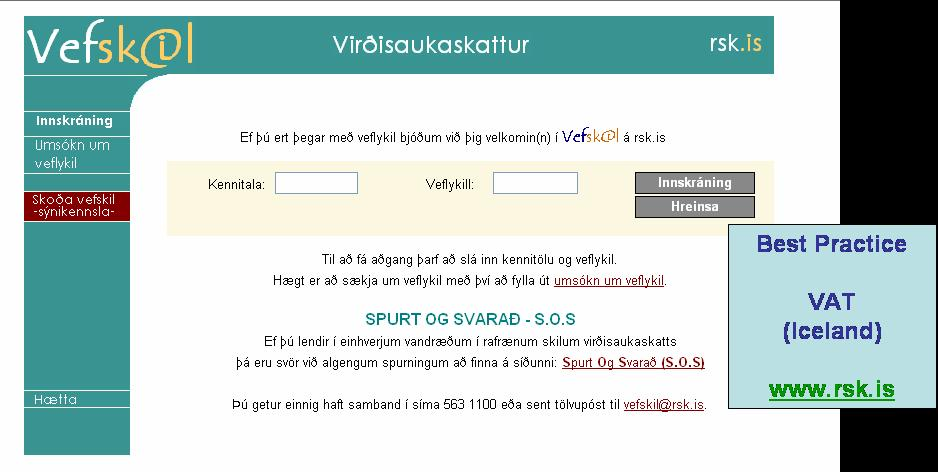 Vefsk@l
Virðisaukaskattur
rsk.is
Innskráning
Umsókn um
veflykil
Skoða vefskil
-sýnikennsla-
Hætta
Ef þú ert þegar með veflykil bjóðum við þig velkomin(n) í Vefsk@l á rsk.is
Kennitala:
Veflykill:
Innskráning
Hreinsa
Til að fá aðgang þarf að slá inn kennitölu og veflykil.
Hægt er að sækja um veflykil með því að fylla út umsókn um veflykil.
SPURT OG SVARAÐ - S.O.S
Ef þú lendir í einhverjum vandræðum í rafrænum skilum virðisaukaskatts
þá eru svör við algengum spurningum að finna á síðunni: Spurt Og Svarað (S.O.S)
Þú getur einnig haft samband í síma 563 1100 eða sent tölvupóst til vefskil@rsk.is.
Best Practice
VAT
(Iceland)
www.rsk.is